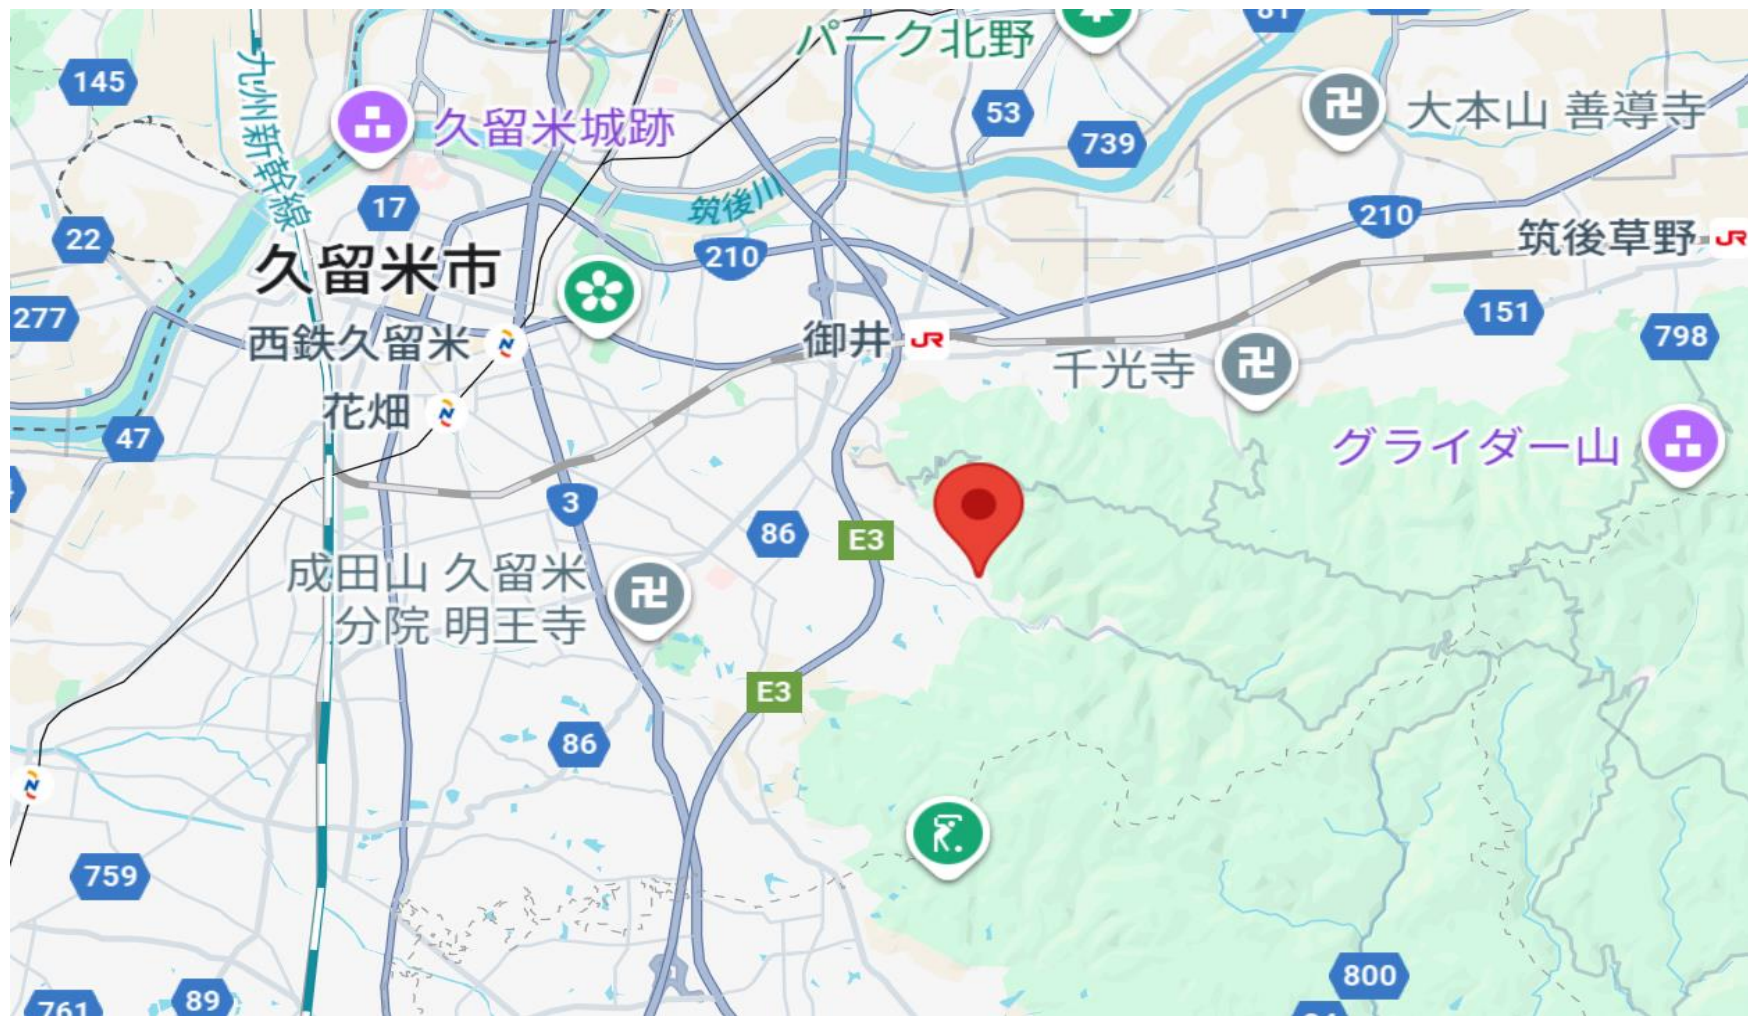 パーク北野
81
145
九州新幹線
久留米城跡
53
739
大本山 善導寺
17
筑後川
22
久留米市
210
210
筑後草野
JR
277
151
798
西鉄久留米
御井
JR
千光寺
花畑
47
グライダー山
3
86
E3
成田山 久留米
分院 明王寺
E3
86
759
800
761
89